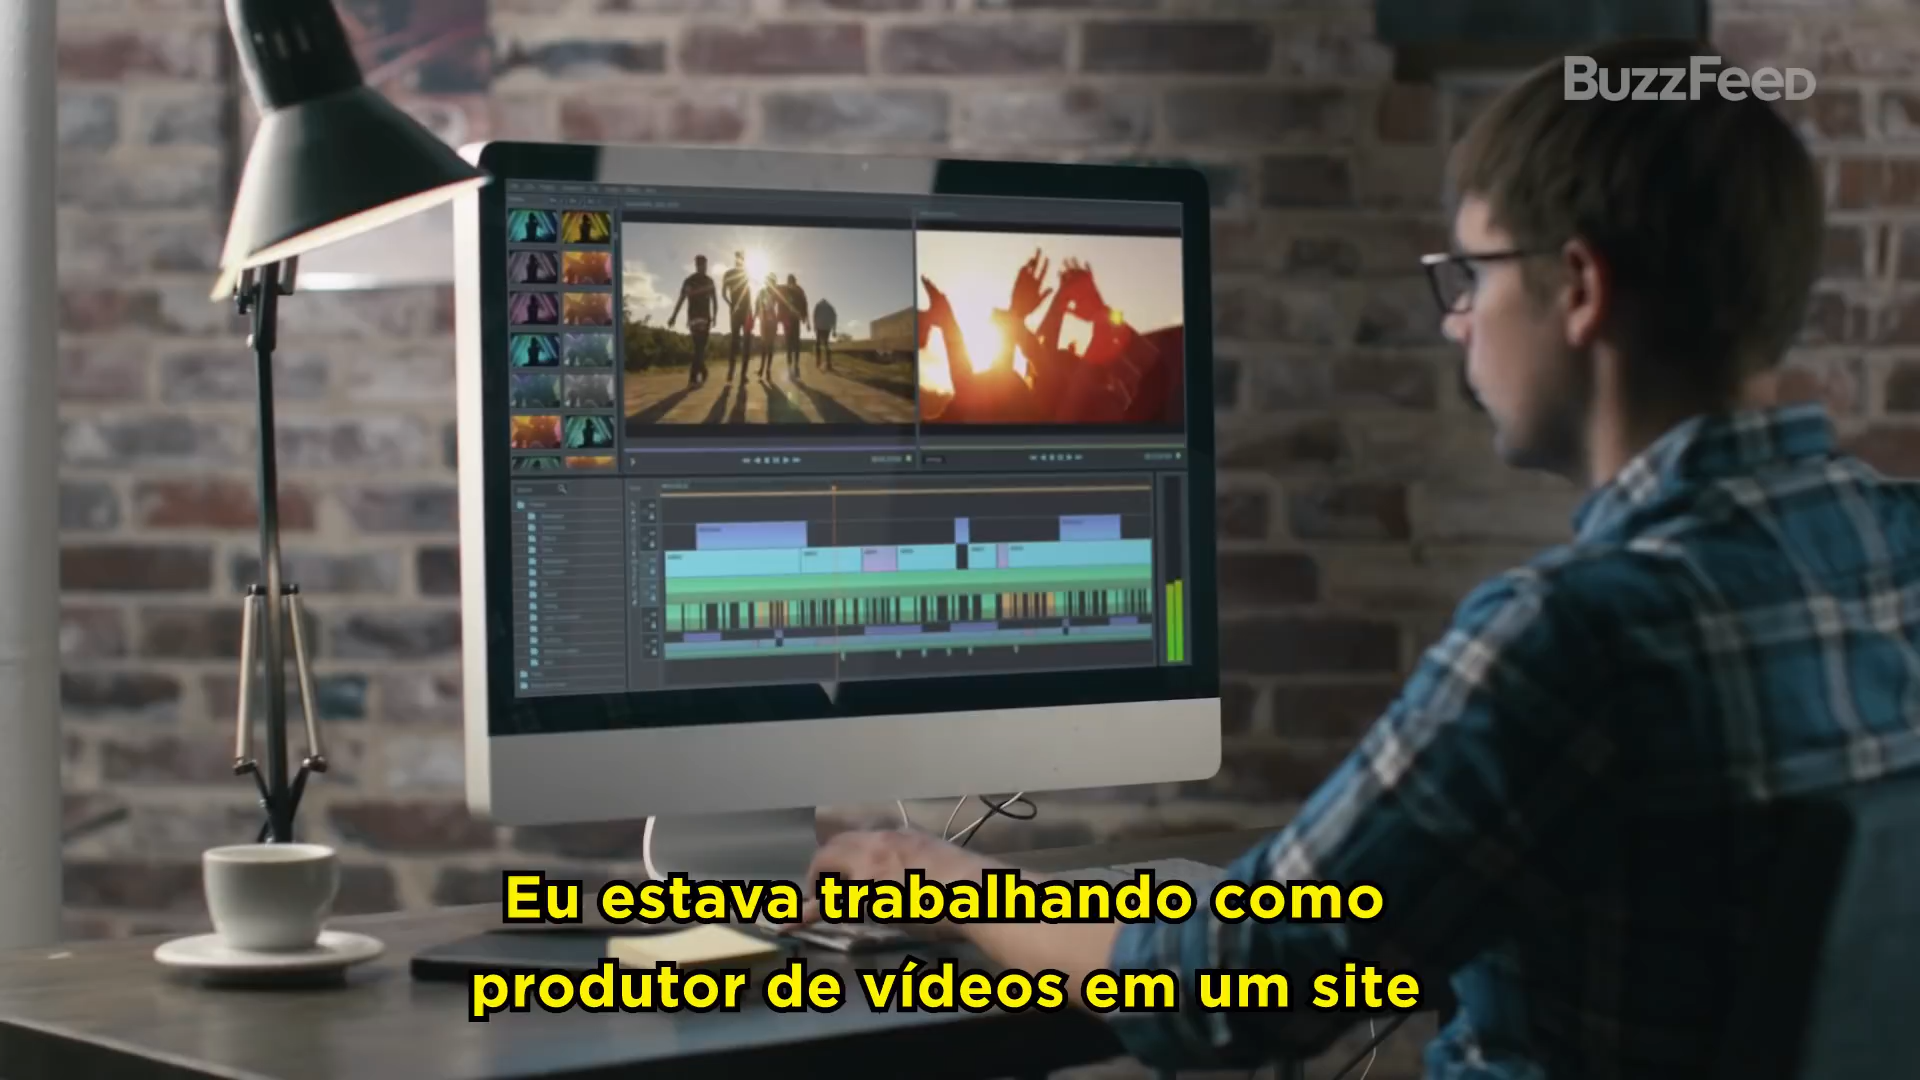 BuzzFeed
Eu estava trabalhando como
produtor de vídeos em um site